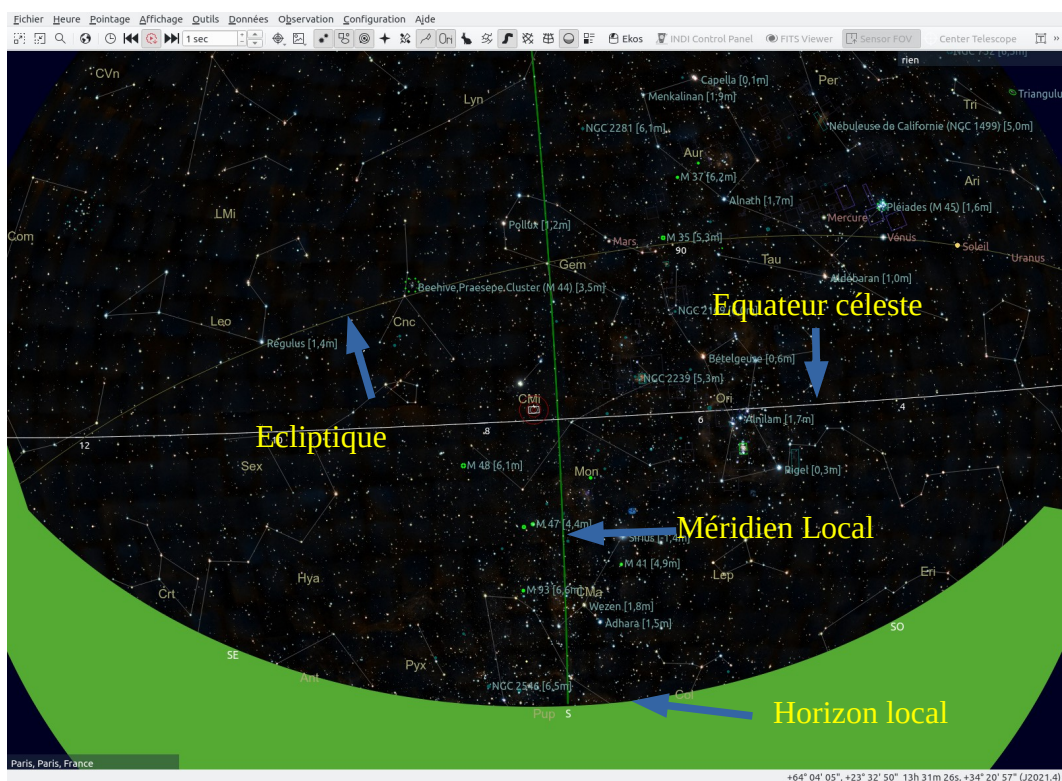 Fichier Heure Pointage Affichage Outils Données Observation Configuration Aide
1 sec Ekos INDI Control Panel FITS Viewer Sensor FOV Center Telescope »
rien
CVn
Capella [0,1m]
Per
Lyn
Menkalinan [1,9m]
Triangulu
Tri
NGC 2281 [6,1m]
Nébuleuse de Californie (NGC 1499) [5,0m]
Aur
M 37 [6,2m]
Ari
Alnath [1,7m]
Pléiades (M 45) [1,6m]
LMi
Mercure
Pollux [1,2m]
Com
Mars
M 35 [5,3m]
Vénus
90
Soleil
Uranus
Gem
Tau
Aldébaran [1,0m]
Beehive,Praesepe,Cluster (M 44) [3,5m]
Equateur céleste
Leo
Cnc
Régulus [1,4m]
Bételgeuse [0,6m]
NGC 2239 [5,3m]
CMi
Ori
4
Alnilam [1,7m]
6
8
Ecliptique
12
Sex
M 48 [6,1m]
Mon
Rigel [0,3m]
M 47 [4,4m]
Méridien Local
Sirius [-1,4m]
Hya
M 41 [4,9m]
Lep
Eri
Crt
M 93 [6,6m]
CMa
Wezen [1,8m]
Adhara [1,5m]
SO
SE
Pyx
Ant
NGC 2546 [6,5m]
Col
Horizon local
Pup
S
Paris, Paris, France
+64° 04' 05", +23° 32' 50" 13h 31m 26s, +34° 20' 57" (J2021.4)